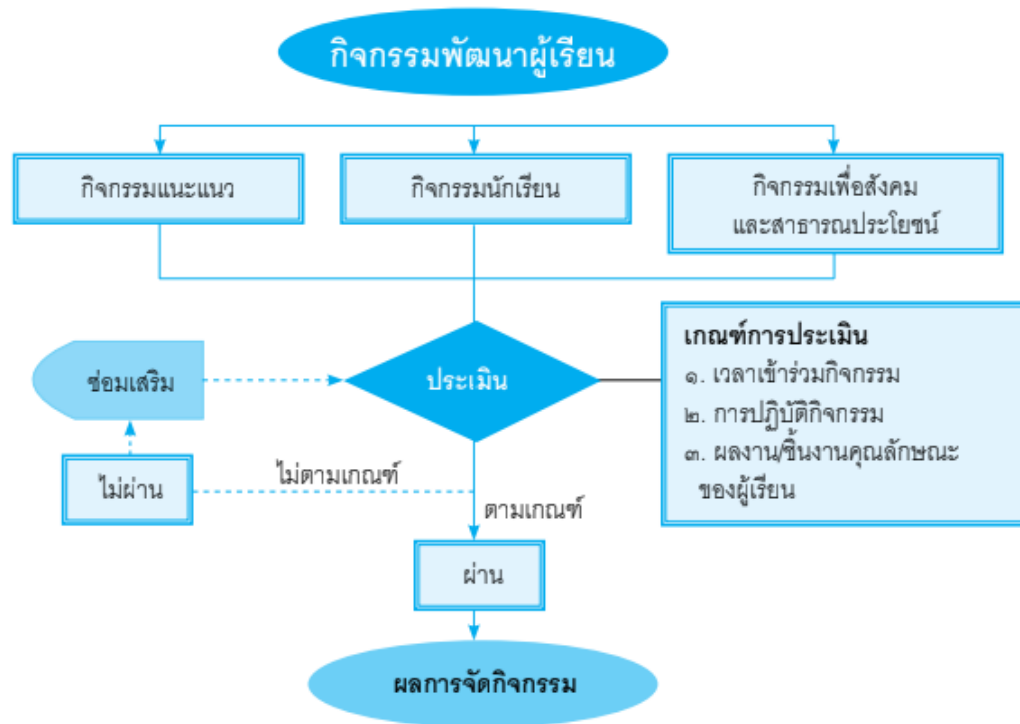 กิจกรรมพัฒนาผู้เรียน
กิจกรรมแนะแนว
กิจกรรมนักเรียน
กิจกรรมเพื่อสังคม
และสาธารณประโยชน์
เกณฑ์การประเมิน
๑. เวลาเข้าร่วมกิจกรรม
๒. การปฏิบัติกิจกรรม
๓. ผลงาน/ชิ้นงานคุณลักษณะ
ของผู้เรียน
ซ่อมเสริม
ประเมิน
ไม่ผ่าน
ไม่ตามเกณฑ์
ตามเกณฑ์
ผ่าน
ผลการจัดกิจกรรม